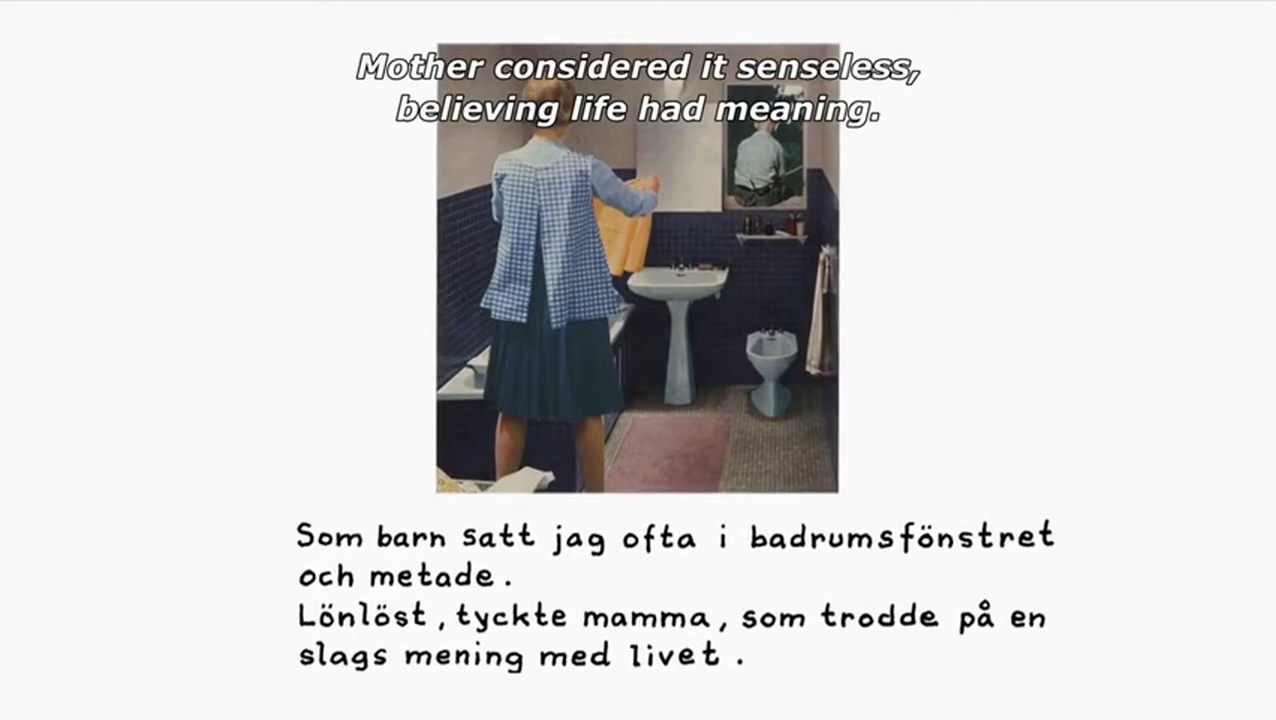 Mother considered it senseless,
believing life had meaning.
Som barn satt jag ofta i badrumsfönstret
och metade.
Lönlöst, tyckte mamma, som trodde på en
slags mening med livet.